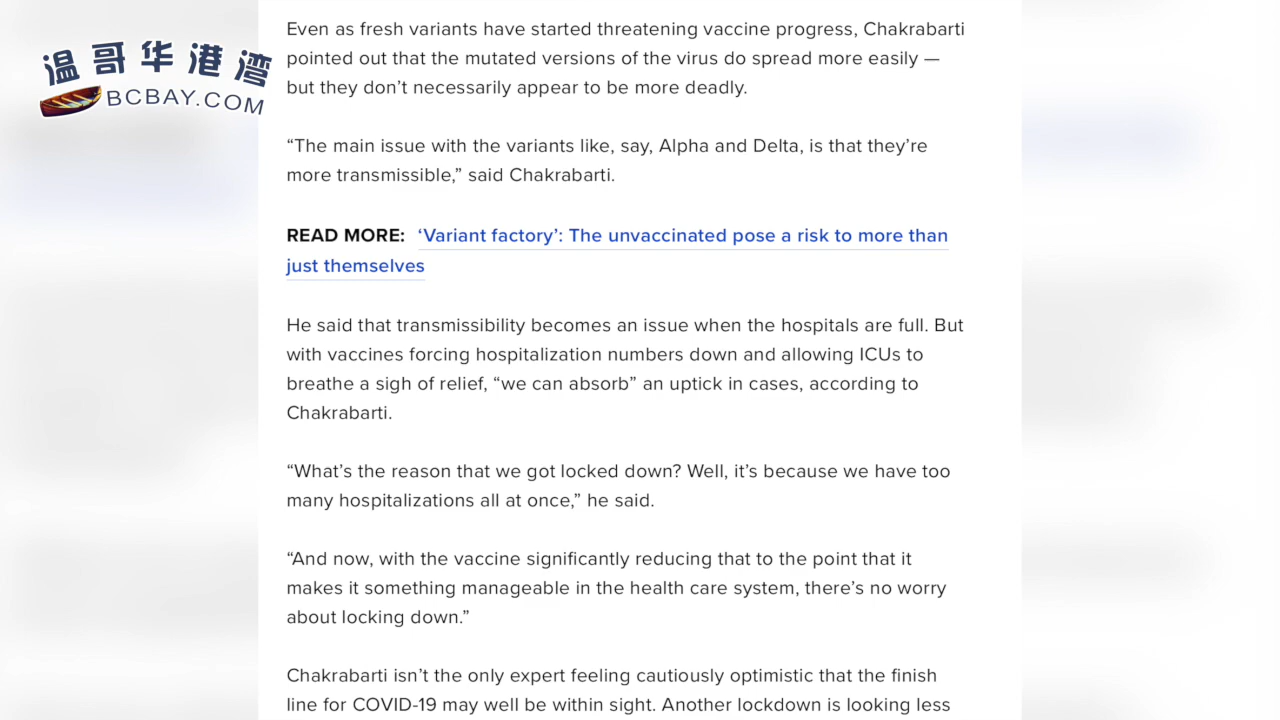 温哥华港湾
BCBAY.COM
Even as fresh variants have started threatening vaccine progress, Chakrabarti
pointed out that the mutated versions of the virus do spread more easily —
but they don’t necessarily appear to be more deadly.
“The main issue with the variants like, say, Alpha and Delta, is that they’re
more transmissible,” said Chakrabarti.
READ MORE: ‘Variant factory’: The unvaccinated pose a risk to more than
just themselves
He said that transmissibility becomes an issue when the hospitals are full. But
with vaccines forcing hospitalization numbers down and allowing ICUs to
breathe a sigh of relief, “we can absorb” an uptick in cases, according to
Chakrabarti.
“What’s the reason that we got locked down? Well, it’s because we have too
many hospitalizations all at once,” he said.
“And now, with the vaccine significantly reducing that to the point that it
makes it something manageable in the health care system, there’s no worry
about locking down.”
Chakrabarti isn’t the only expert feeling cautiously optimistic that the finish
line for COVID-19 may well be within sight. Another lockdown is looking less